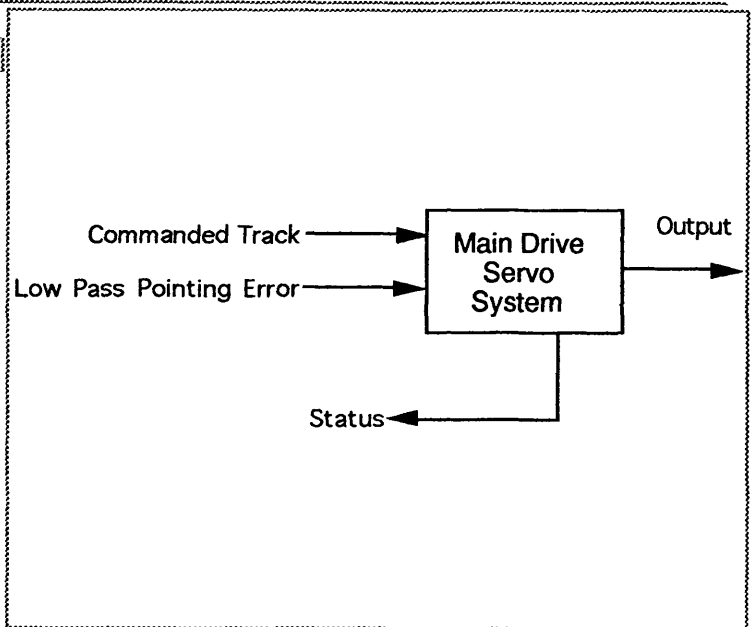 Commanded Track
Low Pass Pointing Error
Main Drive
Servo
System
Output
Status